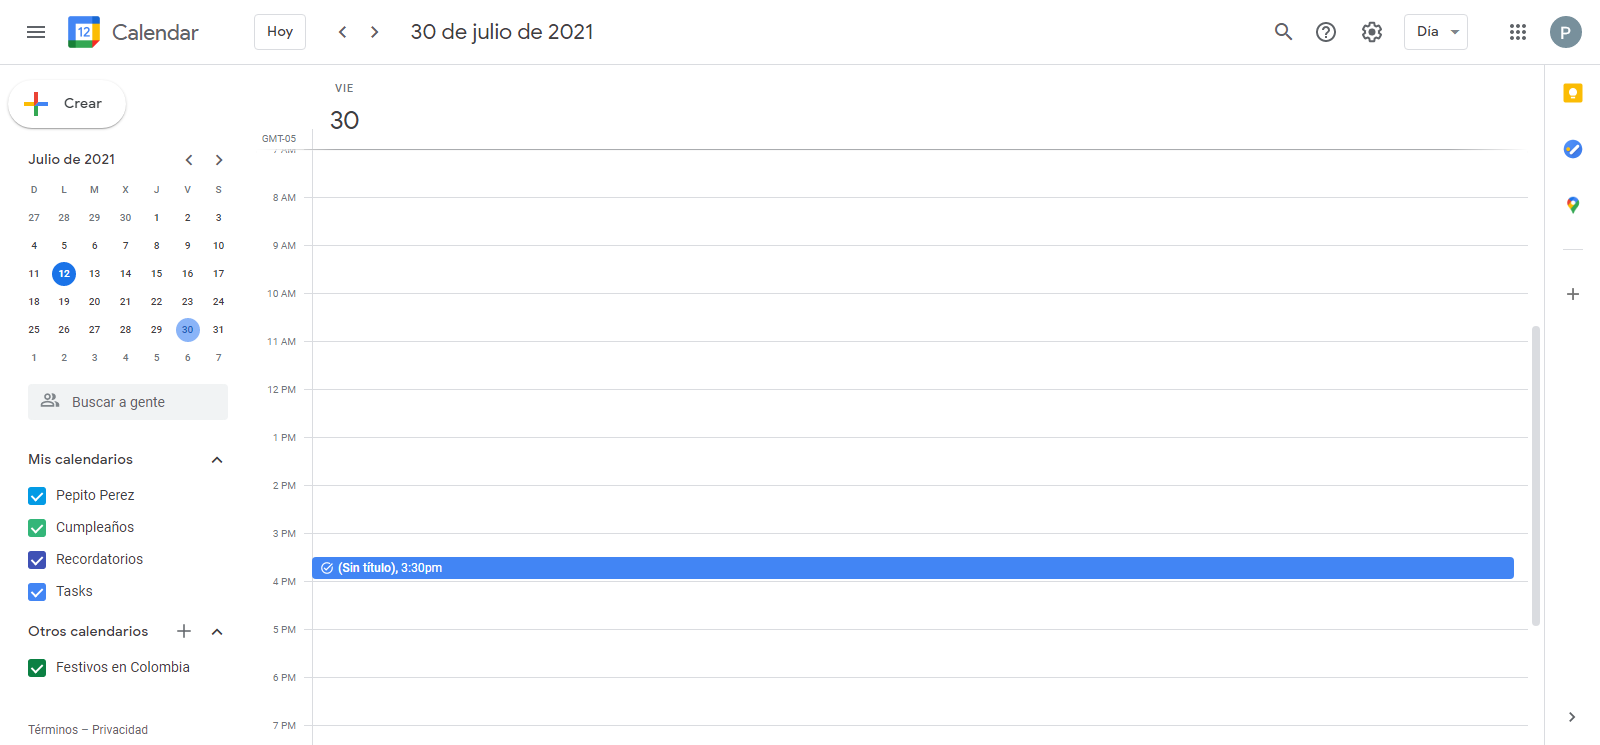 12 Calendar Hoy 30 de julio de 2021 Día P
Crear
VIE
30
GMT-05
Julio de 2021
D L M X J V S
27 28 29 30 1 2 3
4 5 6 7 8 9 10
11 12 13 14 15 16 17
18 19 20 21 22 23 24
25 26 27 28 29 30 31
1 2 3 4 5 6 7
Buscar a gente
Mis calendarios
Pepito Perez
Cumpleaños
Recordatorios
Tasks
Otros calendarios
Festivos en Colombia
Términos – Privacidad
7 AM
8 AM
9 AM
10 AM
11 AM
12 PM
1 PM
2 PM
3 PM
(Sin título), 3:30pm
4 PM
5 PM
6 PM
7 PM